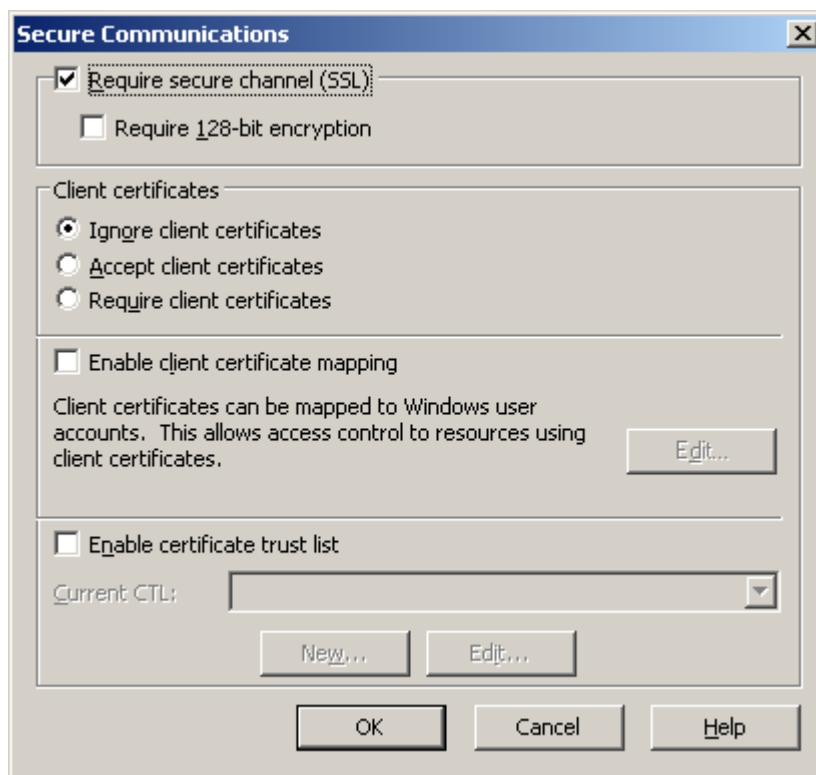 Secure Communications
Require secure channel (SSL)
Require 128-bit encryption
Client certificates
Ignore client certificates
Accept client certificates
Require client certificates
Enable client certificate mapping
Client certificates can be mapped to Windows user
accounts. This allows access control to resources using
client certificates.
Edit...
Enable certificate trust list
Current CTL:
New...
Edit...
OK
Cancel
Help